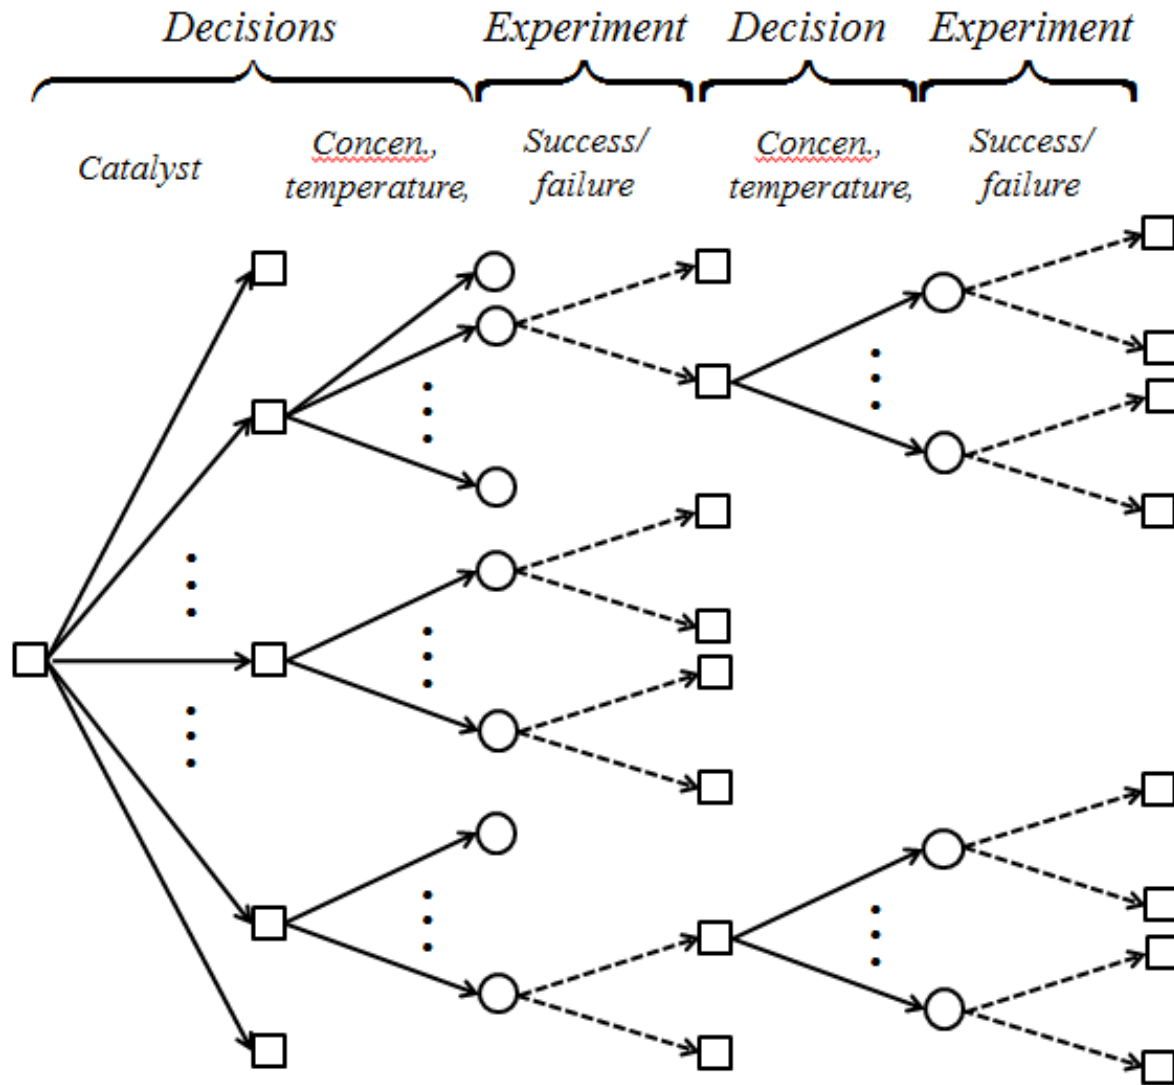 Decisions Experiment Decision Experiment
Catalyst
Concen.,
temperature,
Success/
failure
Concen.,
temperature,
Success/
failure